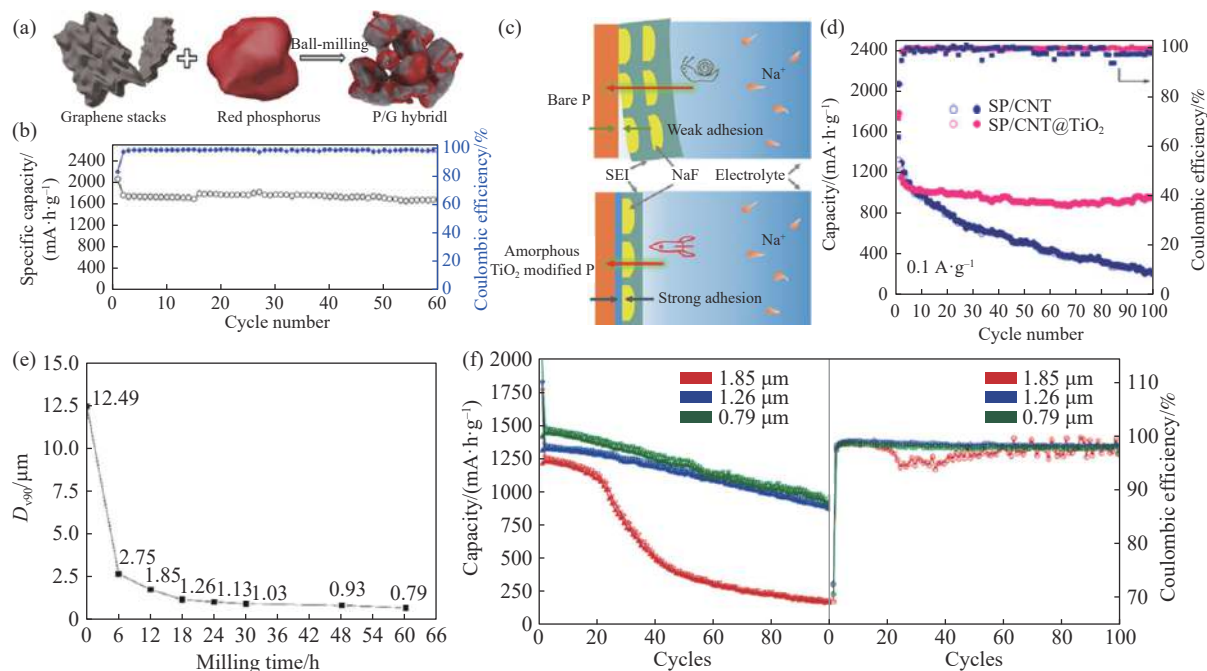 (a)
Graphene stacks
Red phosphorus
Ball-milling
P/G hybridl
(b)
Specific capacity/
(mA·h·g⁻¹)
2400
2000
1600
1200
800
400
0
0 10 20 30 40 50 60
Cycle number
100
80
60
40
20
0
Coulombic efficiency/%
(c)
Na⁺
Bare P
Weak adhesion
SEI
NaF
Electrolyte
Na⁺
Amorphous
TiO₂ modified P
Strong adhesion
(d)
Capacity/(mA·h·g⁻¹)
2400
2100
1800
1500
1200
900
600
400
0
SP/CNT
SP/CNT@TiO₂
0.1 A·g⁻¹
0 10 20 30 40 50 60 70 80 90 100
Cycle number
100
80
60
40
20
0
Coulombic efficiency/%
(e)
D_v90/μm
15.0
12.5
10.0
7.5
5.0
2.5
0
12.49
2.75
1.85
1.26
1.13
1.03
0.93
0.79
0 6 12 18 24 30 36 42 48 54 60 66
Milling time/h
(f)
Capacity/(mA·h·g⁻¹)
2000
1750
1500
1250
1000
750
500
250
0
1.85 μm
1.26 μm
0.79 μm
1.85 μm
1.26 μm
0.79 μm
0 20 40 60 80 0 20 40 60 80 100
Cycles
Cycles
110
100
90
80
70
Coulombic efficiency/%